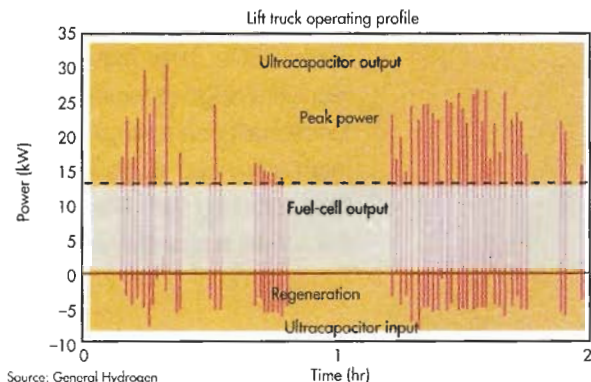 Lift truck operating profile
35
30
25
20
15
10
5
0
−5
−10
Power (kW)
Ultracapacitor output
Peak power
Fuel-cell output
Regeneration
Ultracapacitor input
0
1
2
Time (hr)
Source: General Hydrogen